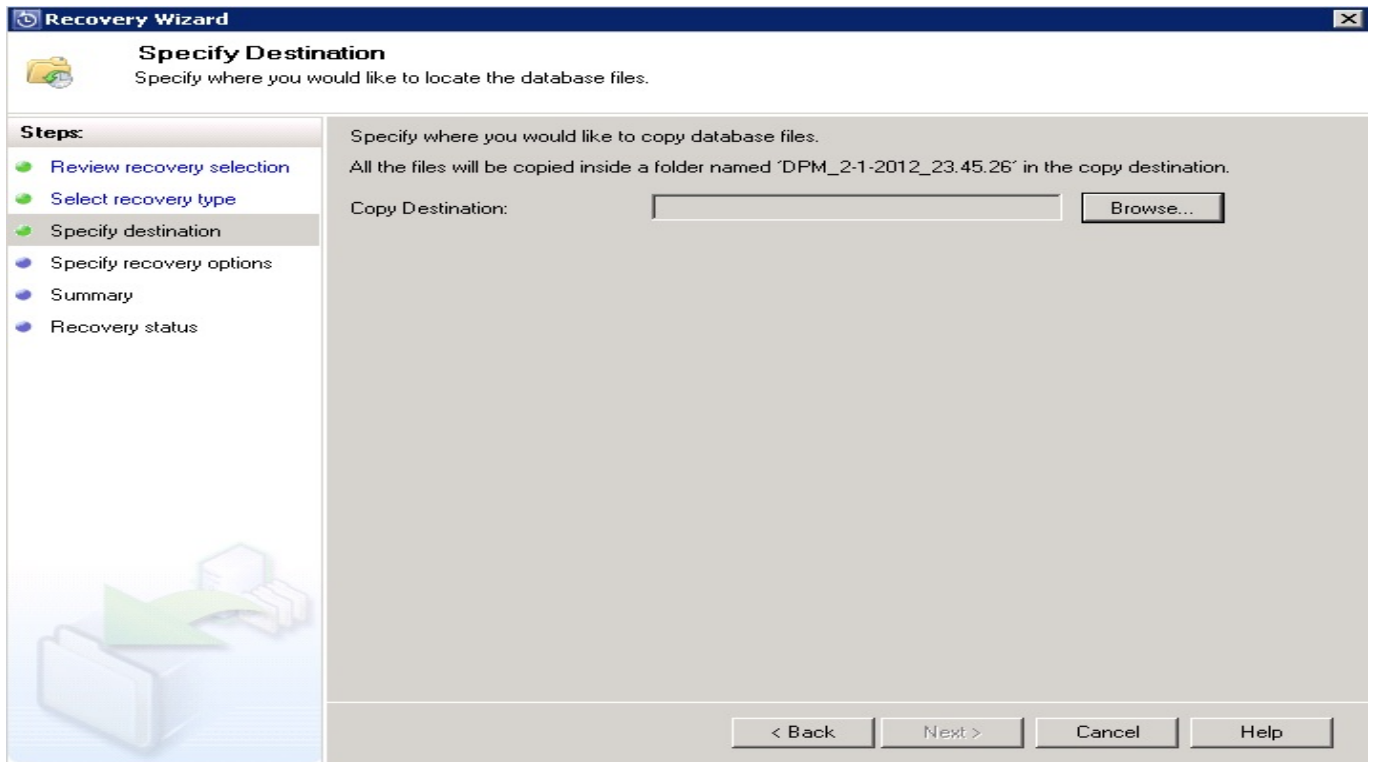 Recovery Wizard
Specify Destination
Specify where you would like to locate the database files.
Steps:
Review recovery selection
Select recovery type
Specify destination
Specify recovery options
Summary
Recovery status
Specify where you would like to copy database files.
All the files will be copied inside a folder named ´DPM_2-1-2012_23.45.26´ in the copy destination.
Copy Destination:
Browse...
< Back
Next >
Cancel
Help